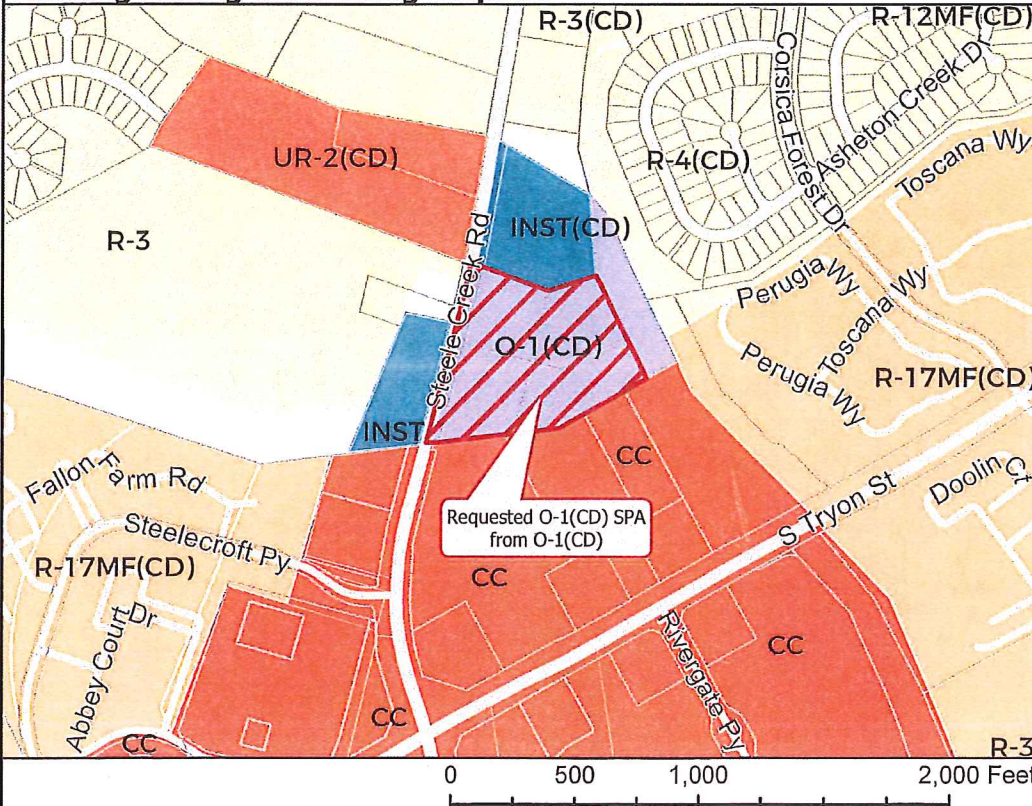 R-3(CD)
R-12MF(CD)
Corsica Forest Dr
Asheton Creek Dr
UR-2(CD)
R-4(CD)
Toscana Wy
R-3
INST(CD)
Steele Creek Rd
Perugia Wy
Toscana Wy
O-1(CD)
Perugia Wy
R-17MF(CD)
INST
CC
Fallon Farm Rd
Doolin Ct
Requested O-1(CD) SPA
from O-1(CD)
S Tryon St
Steelecroft Py
R-17MF(CD)
CC
Abbey Court Dr
Rivergate Py
CC
CC
CC
R-3
0 500 1,000 2,000 Feet